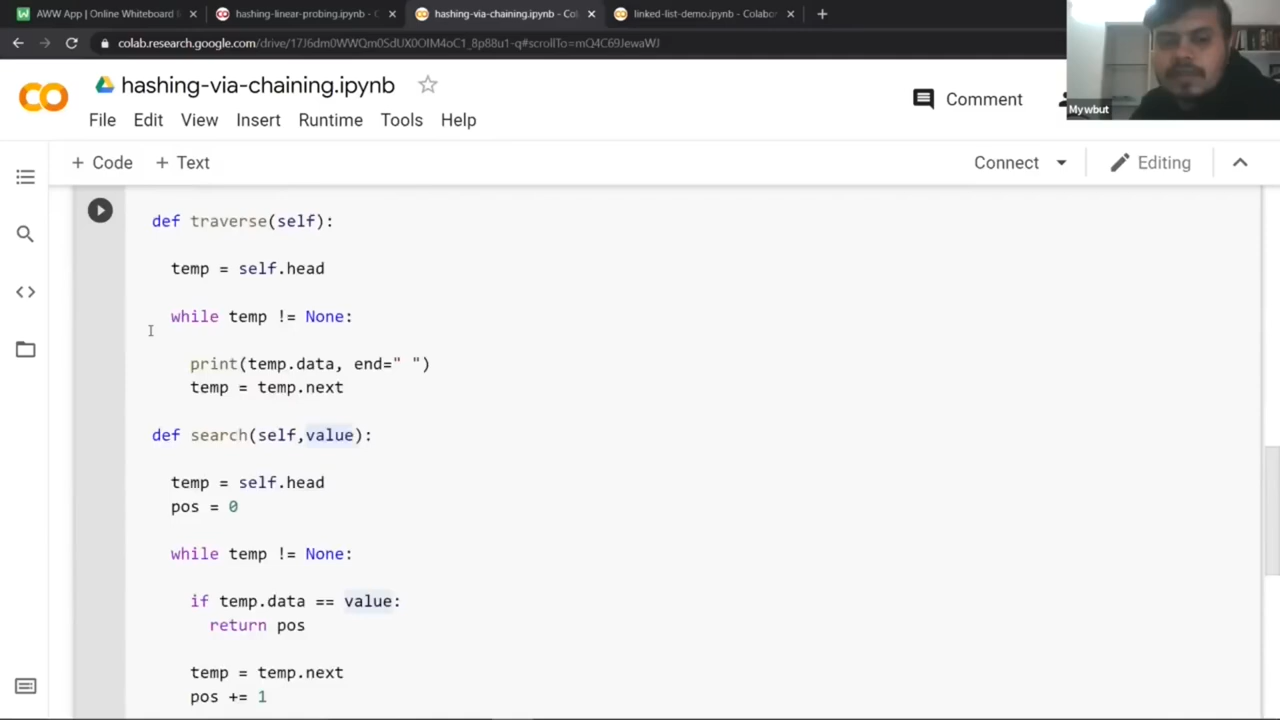 AWW App | Online Whiteboard
hashing-linear-probing.ipynb - C
hashing-via-chaining.ipynb - Col
linked-list-demo.ipynb - Colabor
colab.research.google.com/drive/17J6dm0WWQm0SdUX0OIM4oC1_8p88u1-q#scrollTo=mQ4C69JewaWJ
Mywbut
CO
hashing-via-chaining.ipynb
Comment
File Edit View Insert Runtime Tools Help
+ Code + Text
Connect
Editing
def traverse(self):
temp = self.head
while temp != None:
print(temp.data, end=" ")
temp = temp.next
def search(self,value):
temp = self.head
pos = 0
while temp != None:
if temp.data == value:
return pos
temp = temp.next
pos += 1